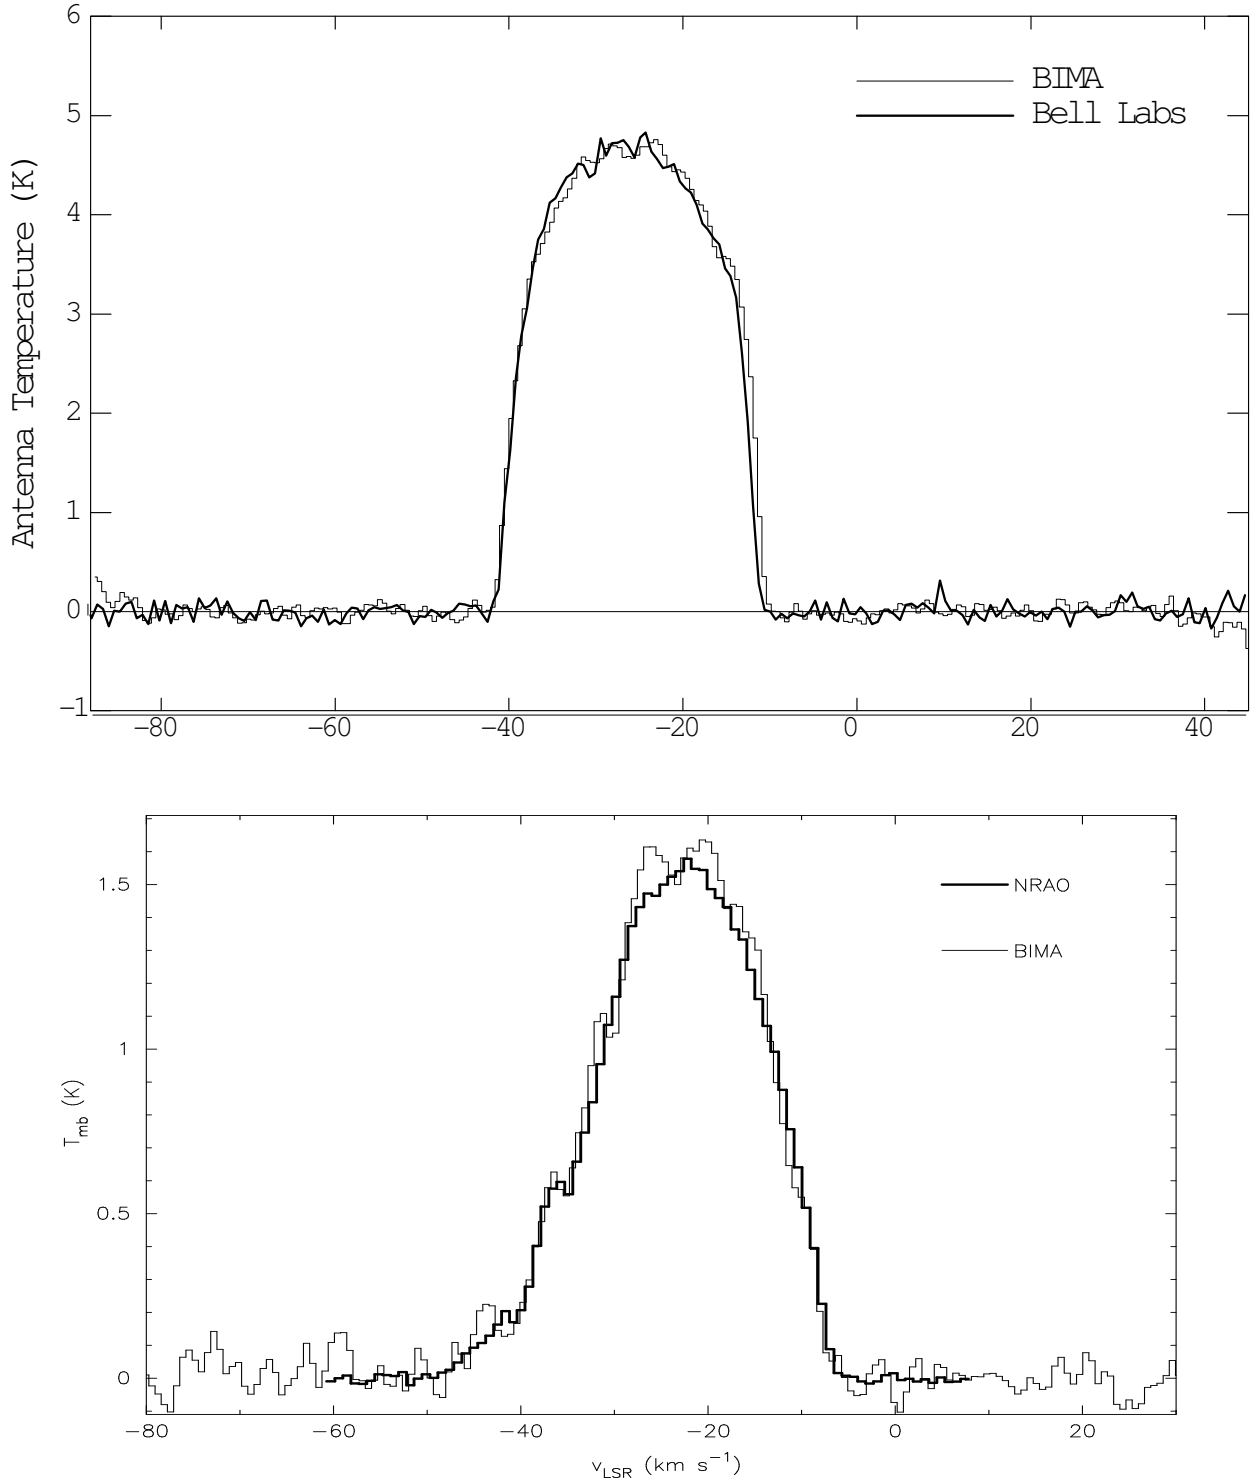 6
BIMA
Bell Labs
5
4
3
2
1
0
−1
Antenna Temperature (K)
−80 −60 −40 −20 0 20 40
NRAO
BIMA
1.5
1
0.5
0
T_mb (K)
−80 −60 −40 −20 0 20
v_LSR (km s⁻¹)